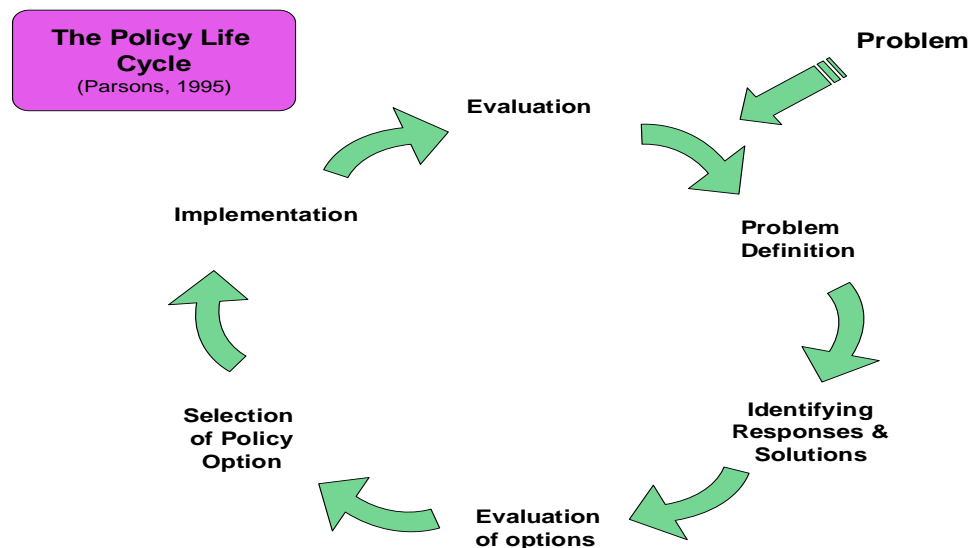 The Policy Life
Cycle
(Parsons, 1995)
Problem
Evaluation
Problem
Definition
Identifying
Responses &
Solutions
Evaluation
of options
Selection
of Policy
Option
Implementation